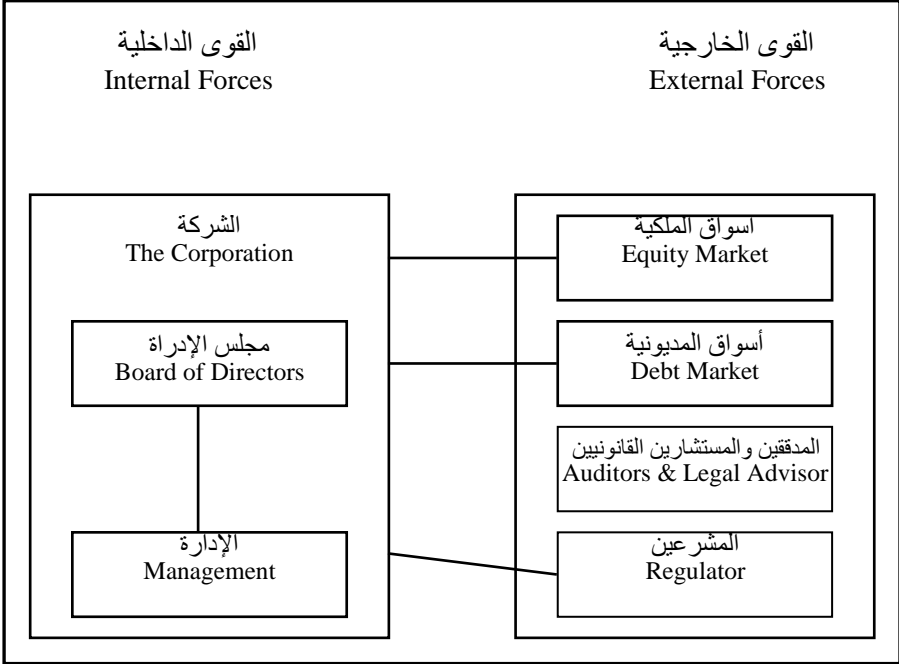 القوى الداخلية
Internal Forces
القوى الخارجية
External Forces
الشركة
The Corporation
مجلس الإدراة
Board of Directors
الإدارة
Management
اسواق الملكية
Equity Market
أسواق المديونية
Debt Market
المدققين والمستشارين القانونيين
Auditors & Legal Advisor
المشرعين
Regulator